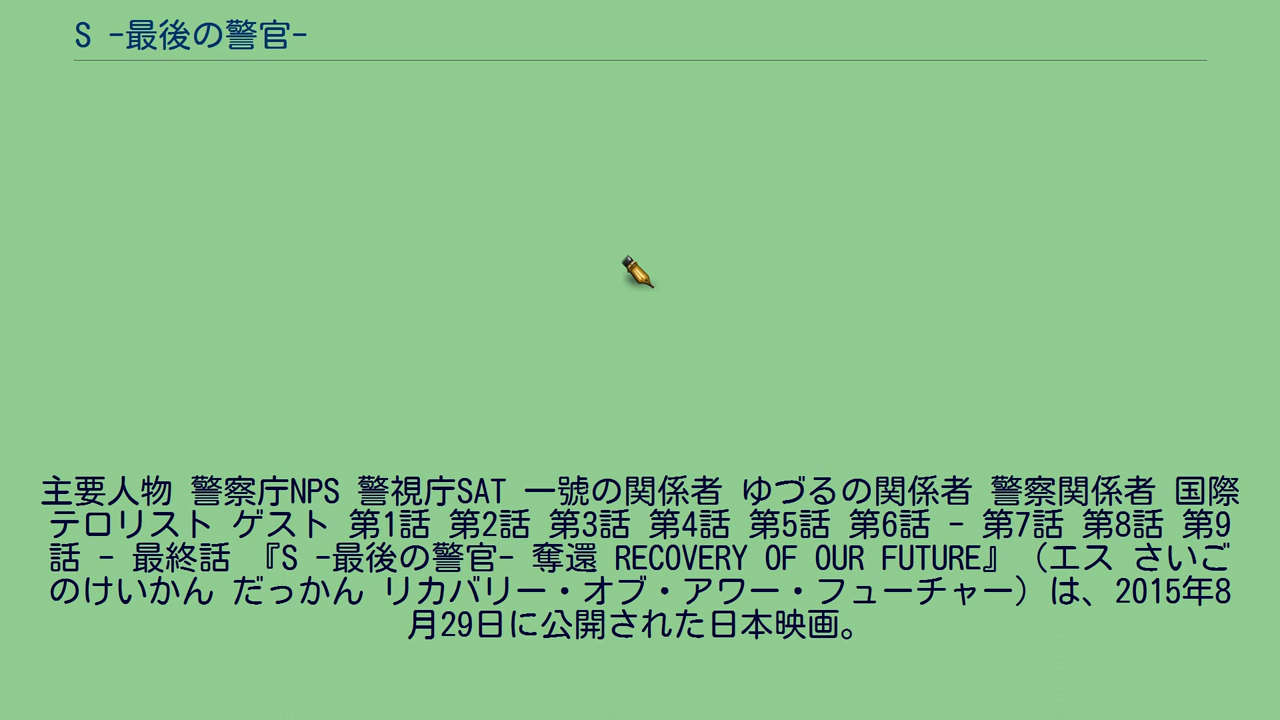 S -最後の警官-
主要人物 警察庁NPS 警視庁SAT 一號の関係者 ゆづるの関係者 警察関係者 国際
テロリスト ゲスト 第1話 第2話 第3話 第4話 第5話 第6話 - 第7話 第8話 第9
話 - 最終話 『S -最後の警官- 奪還 RECOVERY OF OUR FUTURE』（エス さいご
のけいかん だっかん リカバリー・オブ・アワー・フューチャー）は、2015年8
月29日に公開された日本映画。